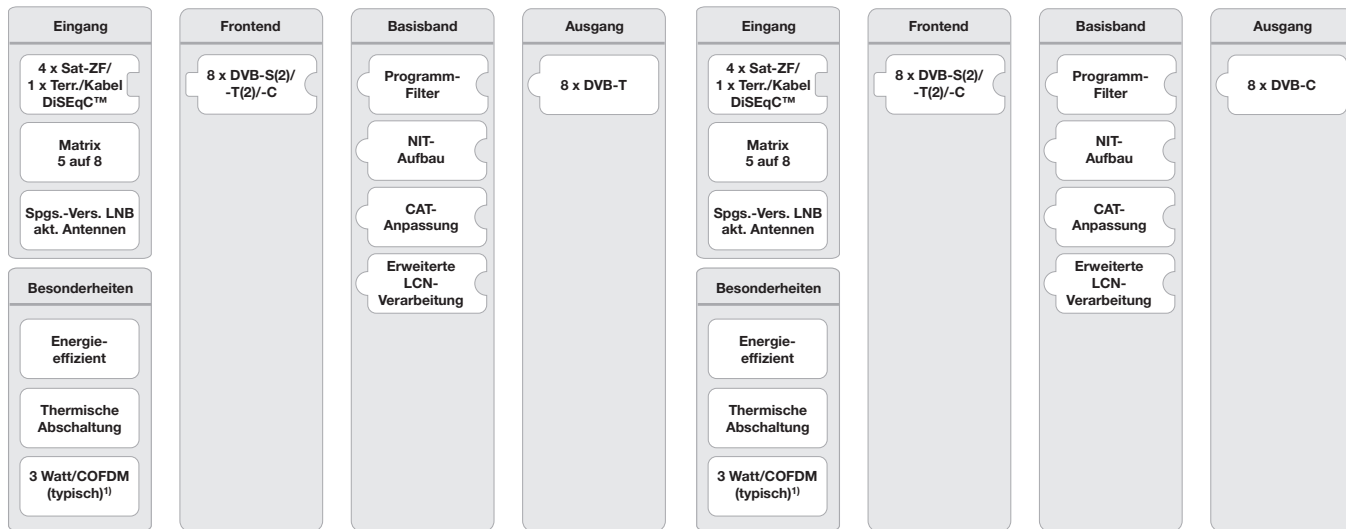 Eingang
4 x Sat-ZF/
1 x Terr./Kabel
DiSEqC™
Matrix
5 auf 8
Spgs.-Vers. LNB
akt. Antennen
Besonderheiten
Energie-
effizient
Thermische
Abschaltung
3 Watt/COFDM
(typisch)1)
Frontend
8 x DVB-S(2)/
-T(2)/-C
Basisband
Programm-
Filter
NIT-
Aufbau
CAT-
Anpassung
Erweiterte
LCN-
Verarbeitung
Ausgang
8 x DVB-T
Eingang
4 x Sat-ZF/
1 x Terr./Kabel
DiSEqC™
Matrix
5 auf 8
Spgs.-Vers. LNB
akt. Antennen
Besonderheiten
Energie-
effizient
Thermische
Abschaltung
3 Watt/COFDM
(typisch)1)
Frontend
8 x DVB-S(2)/
-T(2)/-C
Basisband
Programm-
Filter
NIT-
Aufbau
CAT-
Anpassung
Erweiterte
LCN-
Verarbeitung
Ausgang
8 x DVB-C